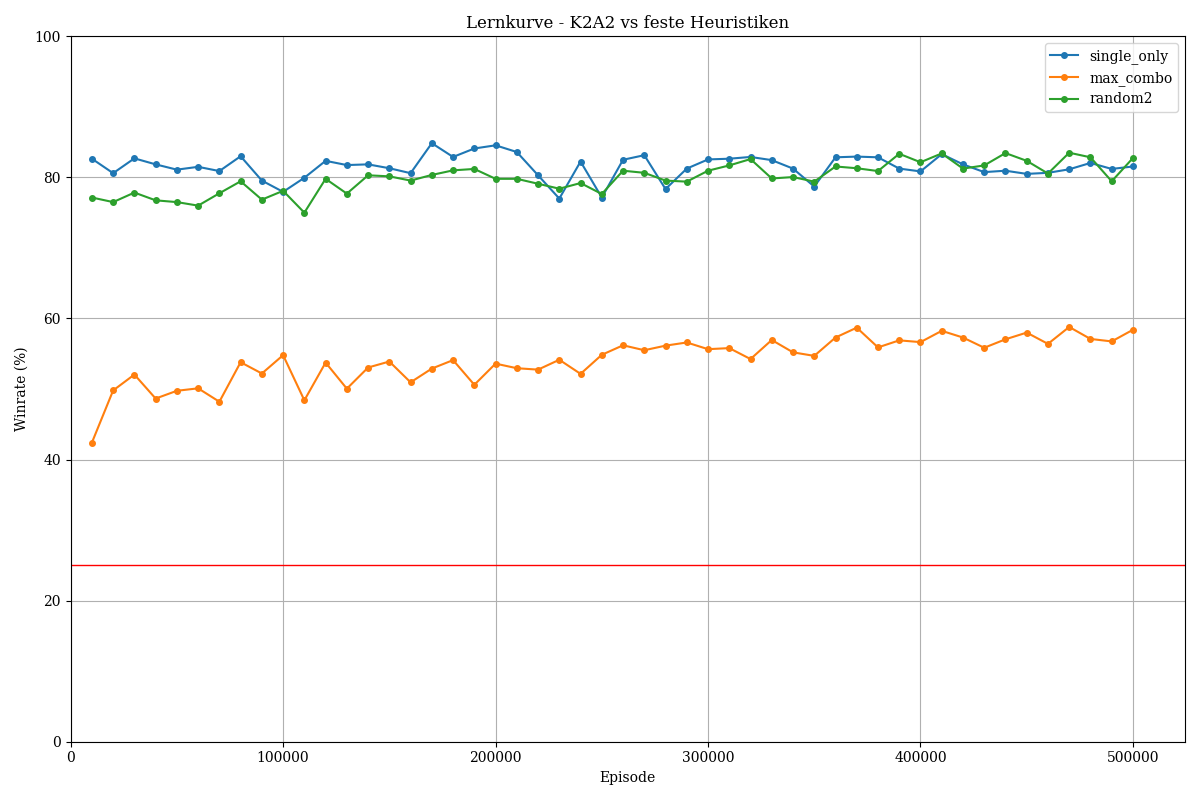 Lernkurve - K2A2 vs feste Heuristiken
100
80
60
40
20
0
Winrate (%)
single_only
max_combo
random2
0
100000
200000
300000
400000
500000
Episode